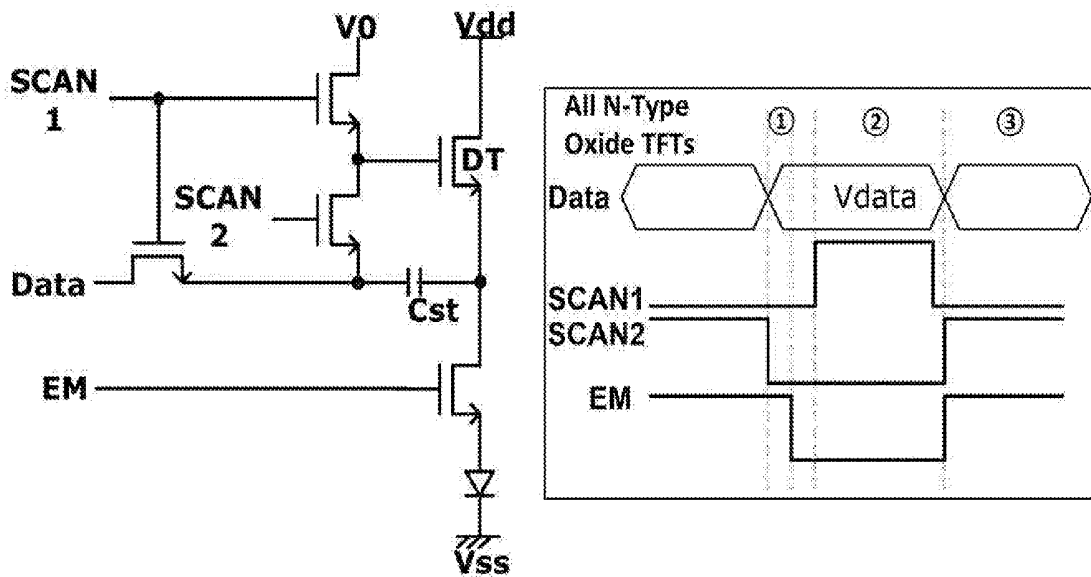 V0
Vdd
SCAN
1
DT
SCAN
2
Data
Cst
EM
Vss
All N-Type
Oxide TFTs
① ② ③
Data
Vdata
SCAN1
SCAN2
EM